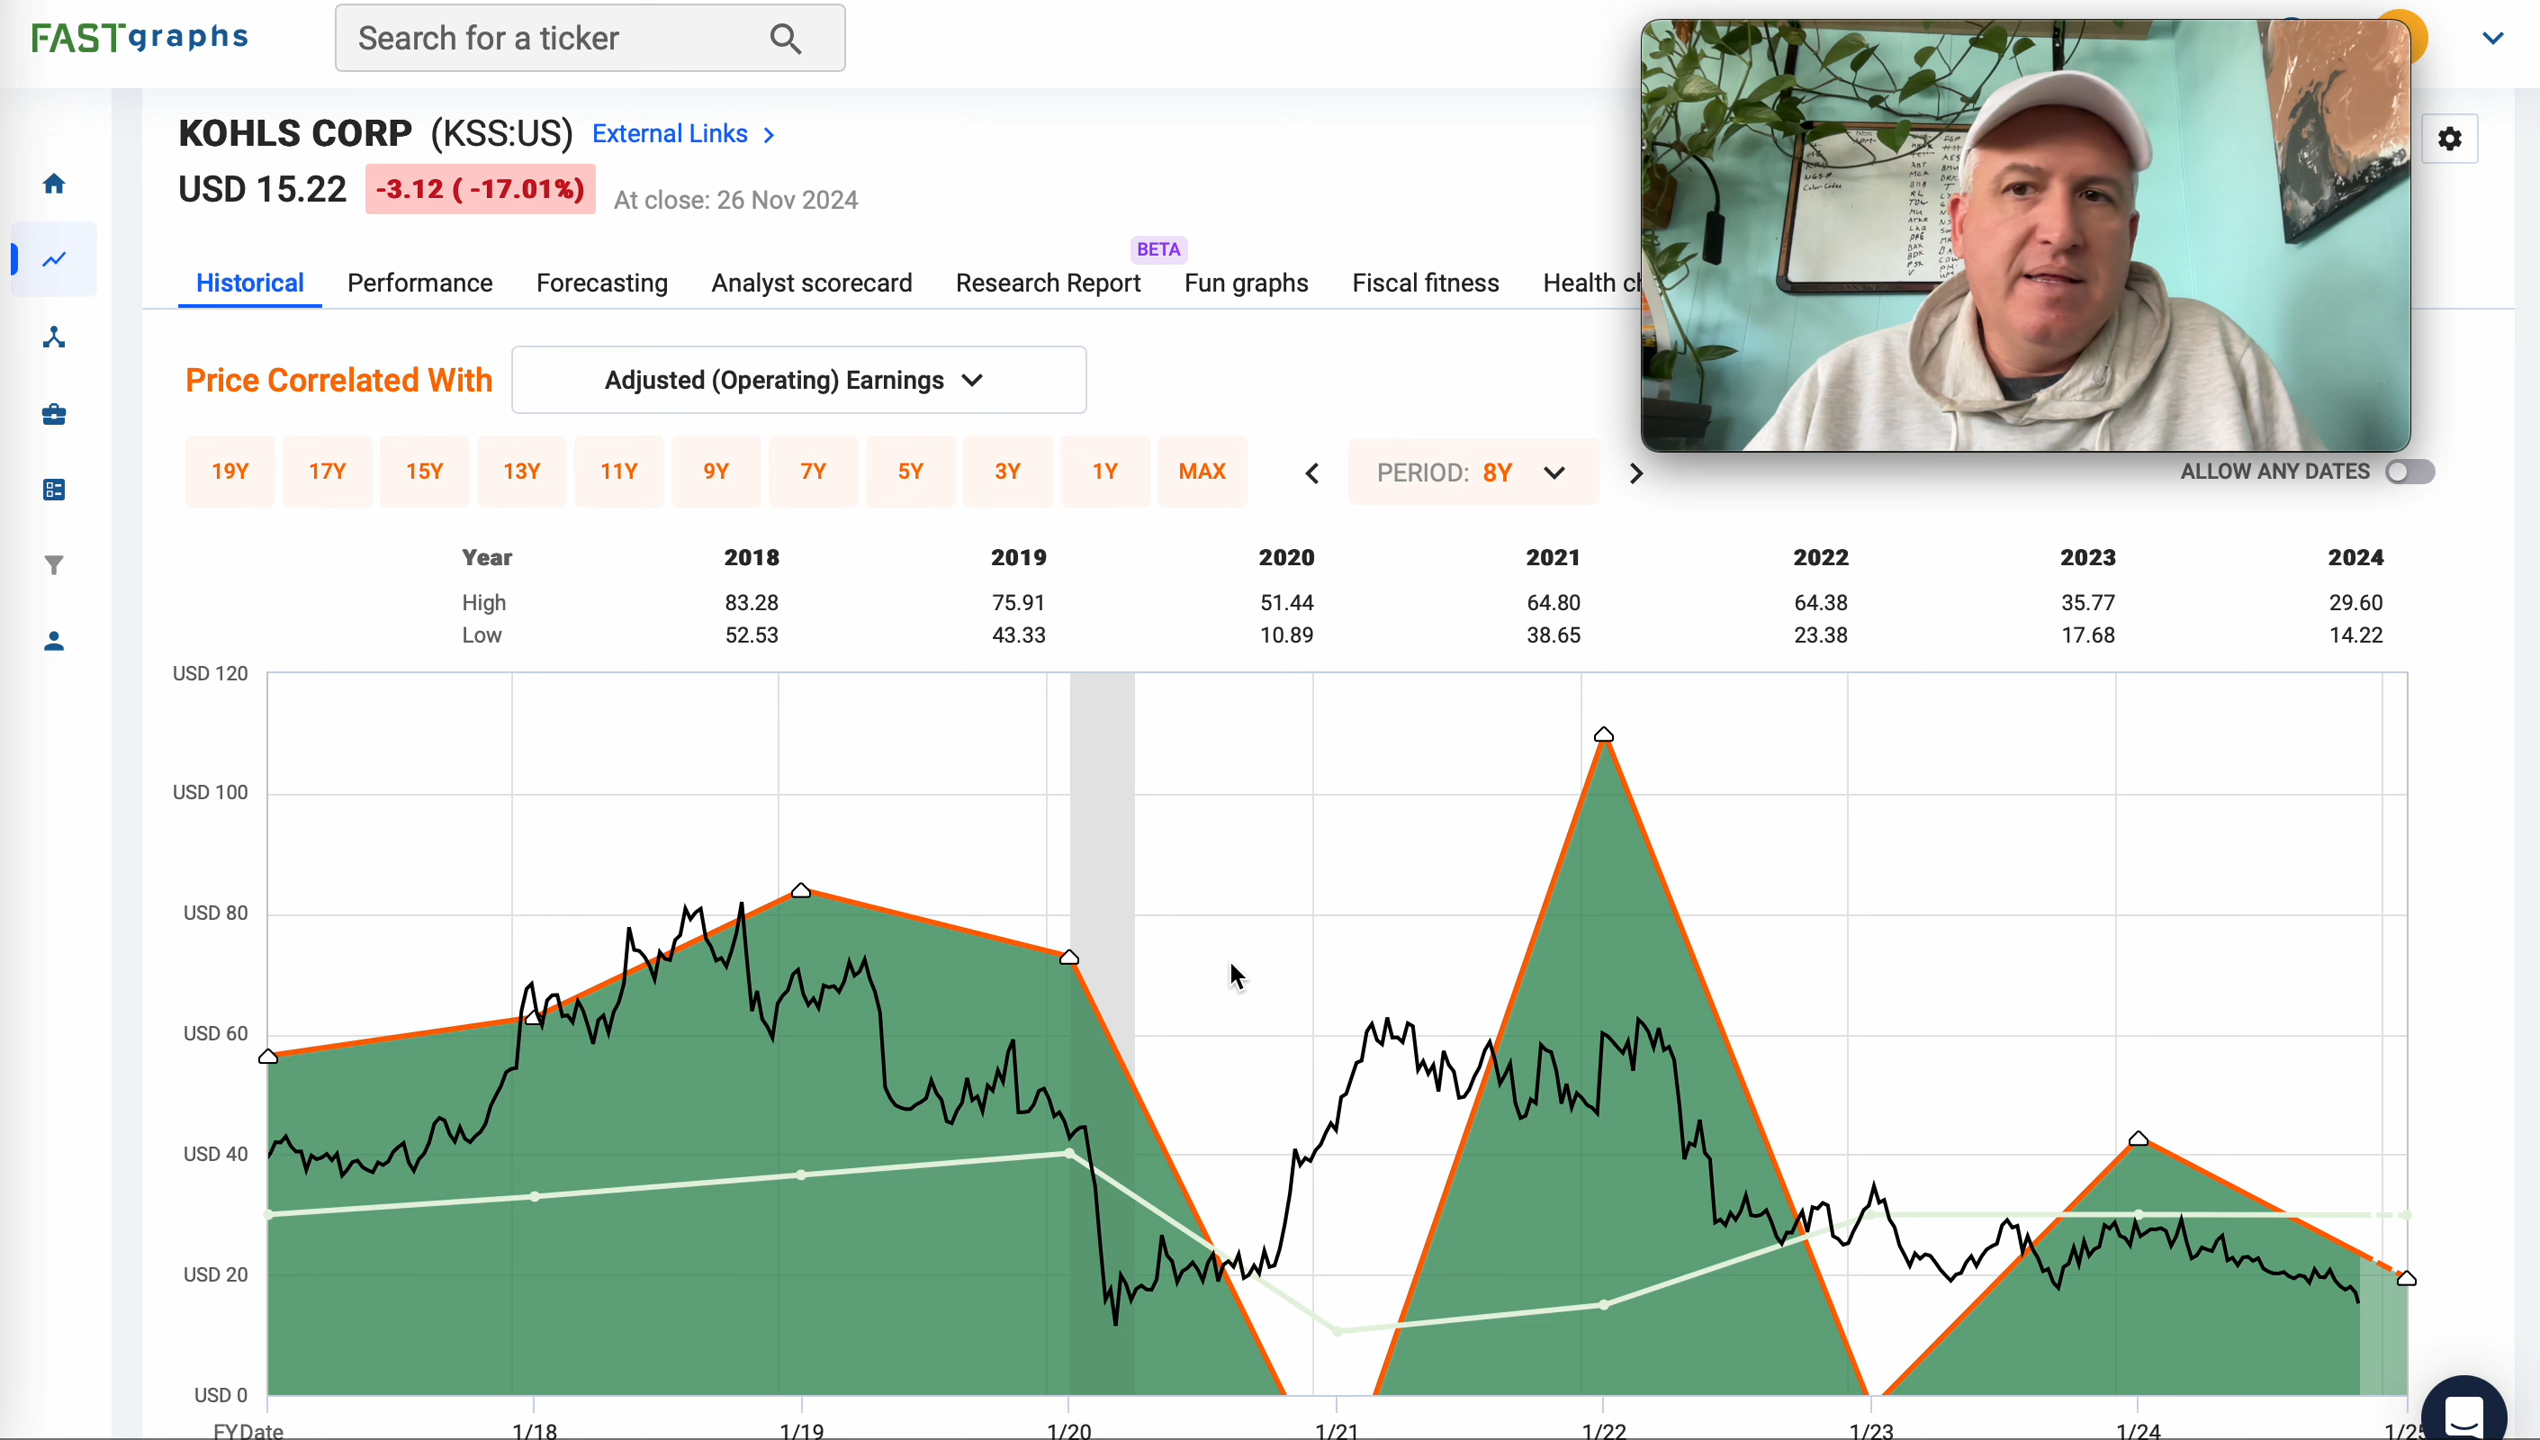 FASTgraphs
Search for a ticker
KOHLS CORP (KSS:US) External Links
USD 15.22 -3.12 ( -17.01%) At close: 26 Nov 2024
BETA
Historical Performance Forecasting Analyst scorecard Research Report Fun graphs Fiscal fitness Health ch
Price Correlated With Adjusted (Operating) Earnings
19Y 17Y 15Y 13Y 11Y 9Y 7Y 5Y 3Y 1Y MAX PERIOD: 8Y ALLOW ANY DATES
Year 2018 2019 2020 2021 2022 2023 2024
High 83.28 75.91 51.44 64.80 64.38 35.77 29.60
Low 52.53 43.33 10.89 38.65 23.38 17.68 14.22
USD 120
USD 100
USD 80
USD 60
USD 40
USD 20
USD 0
FYDate 1/18 1/19 1/20 1/21 1/22 1/23 1/24 1/25